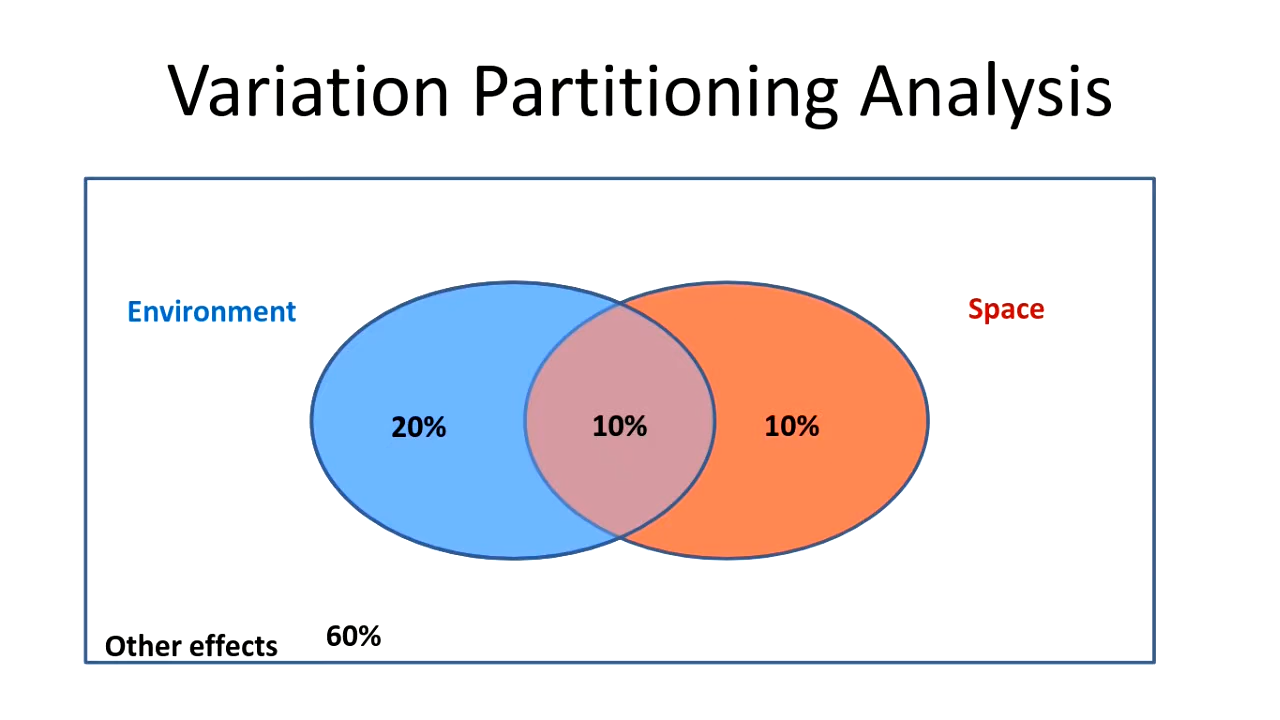 Variation Partitioning Analysis
Environment
Space
20%
10%
10%
Other effects
60%